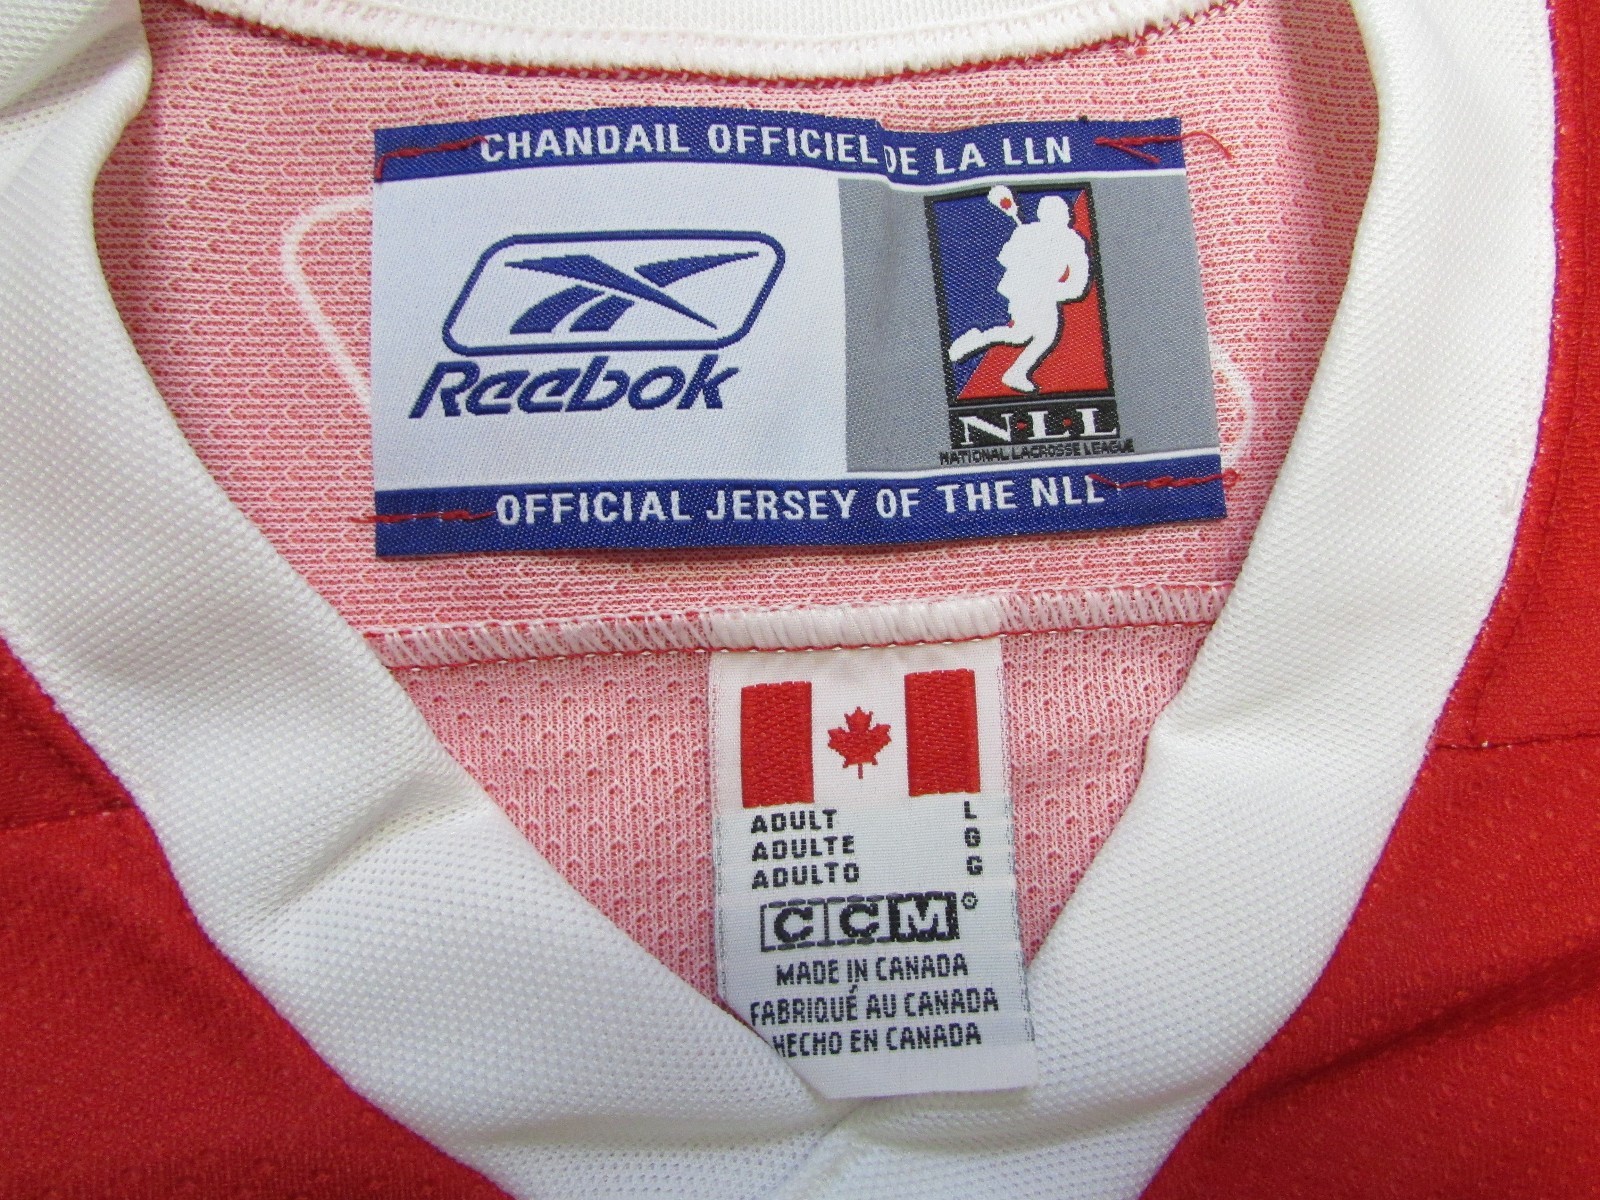 CHANDAIL OFFICIEL DE LA LLN
Reebok
N·L·L
NATIONAL LACROSSE LEAGUE
OFFICIAL JERSEY OF THE NLL
ADULT L
ADULTE G
ADULTO G
CCM®
MADE IN CANADA
FABRIQUÉ AU CANADA
HECHO EN CANADA